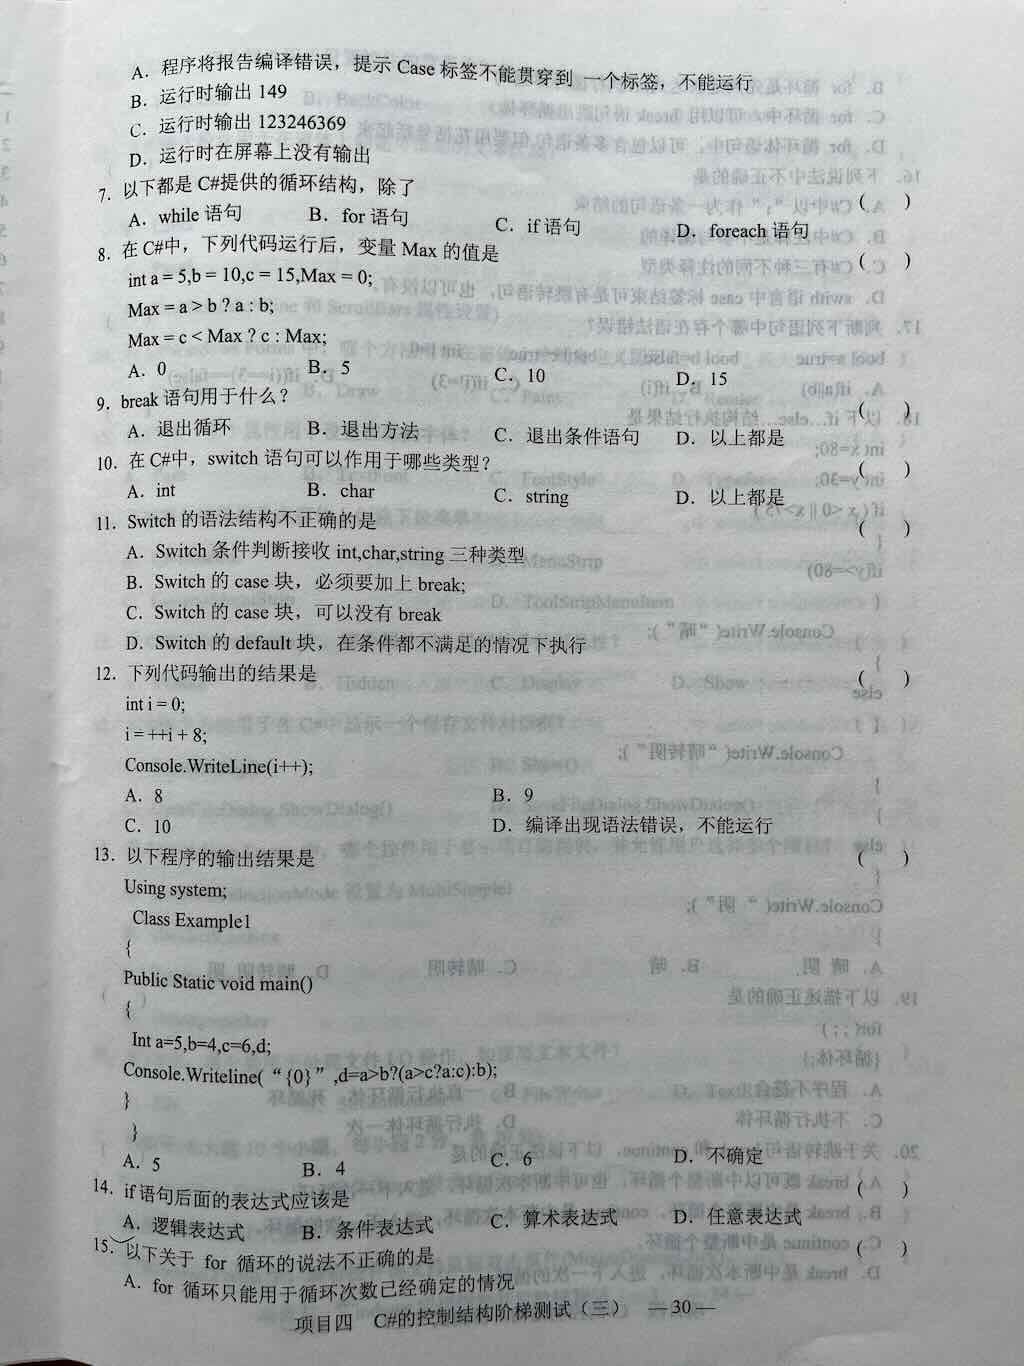 A．程序将报告编译错误，提示 Case 标签不能贯穿到 一个标签，不能运行
B．运行时输出 149
C．运行时输出 123246369
D．运行时在屏幕上没有输出
7．以下都是 C#提供的循环结构，除了 （ ）
A．while 语句 B．for 语句 C．if 语句 D．foreach 语句
8．在 C#中，下列代码运行后，变量 Max 的值是 （ ）
int a = 5,b = 10,c = 15,Max = 0;
Max = a > b ? a : b;
Max = c < Max ? c : Max;
A．0 B．5 C．10 D．15
9．break 语句用于什么？ （ ）
A．退出循环 B．退出方法 C．退出条件语句 D．以上都是
10．在 C#中，switch 语句可以作用于哪些类型？ （ ）
A．int B．char C．string D．以上都是
11．Switch 的语法结构不正确的是 （ ）
A．Switch 条件判断接收 int,char,string 三种类型
B．Switch 的 case 块，必须要加上 break;
C．Switch 的 case 块，可以没有 break
D．Switch 的 default 块，在条件都不满足的情况下执行
12．下列代码输出的结果是 （ ）
int i = 0;
i = ++i + 8;
Console.WriteLine(i++);
A．8 B．9
C．10 D．编译出现语法错误，不能运行
13．以下程序的输出结果是 （ ）
Using system;
Class Example1
{
Public Static void main()
{
Int a=5,b=4,c=6,d;
Console.Writeline(“{0}”,d=a>b?(a>c?a:c):b);
}
}
A．5 B．4 C．6 D．不确定
14．if 语句后面的表达式应该是 （ ）
A．逻辑表达式 B．条件表达式 C．算术表达式 D．任意表达式
15．以下关于 for 循环的说法不正确的是 （ ）
A．for 循环只能用于循环次数已经确定的情况
项目四 C#的控制结构阶梯测试（三） —30—